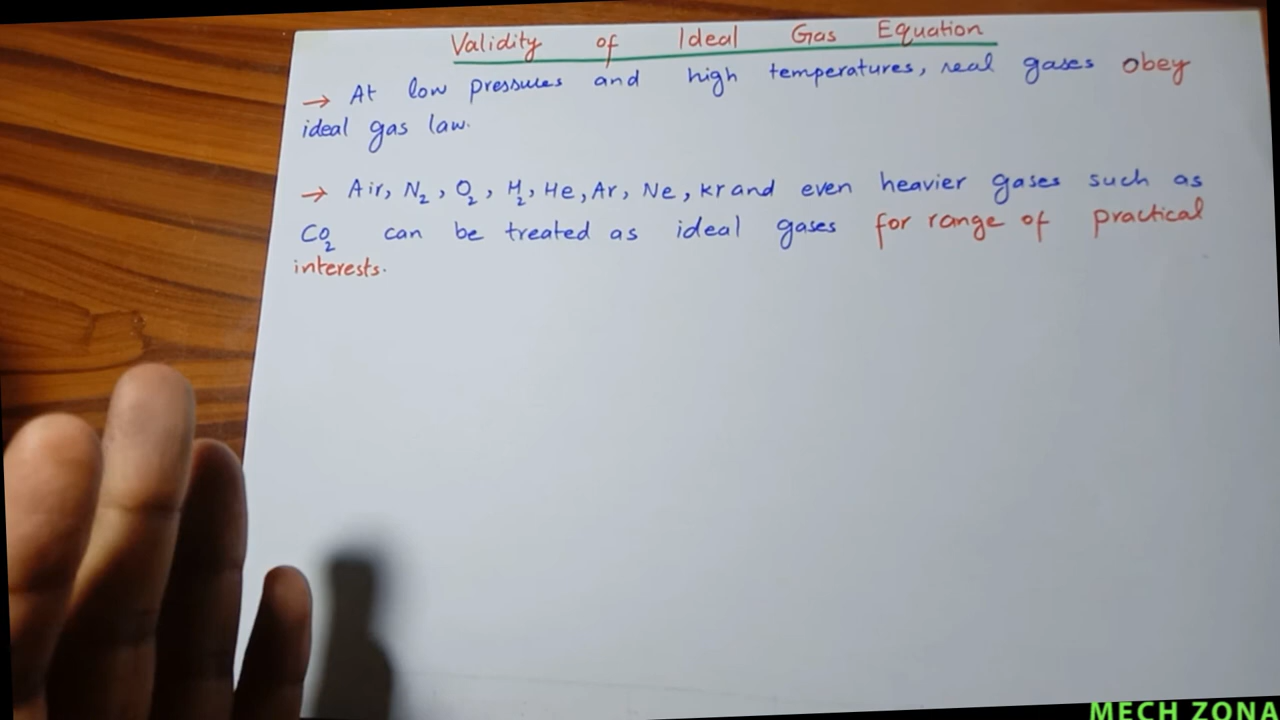 Validity of Ideal Gas Equation
→ At low pressures and high temperatures, real gases obey
ideal gas law.
→ Air, N₂, O₂, H₂, He, Ar, Ne, kr and even heavier gases such as
CO₂ can be treated as ideal gases for range of practical
interests.
MECH ZONA